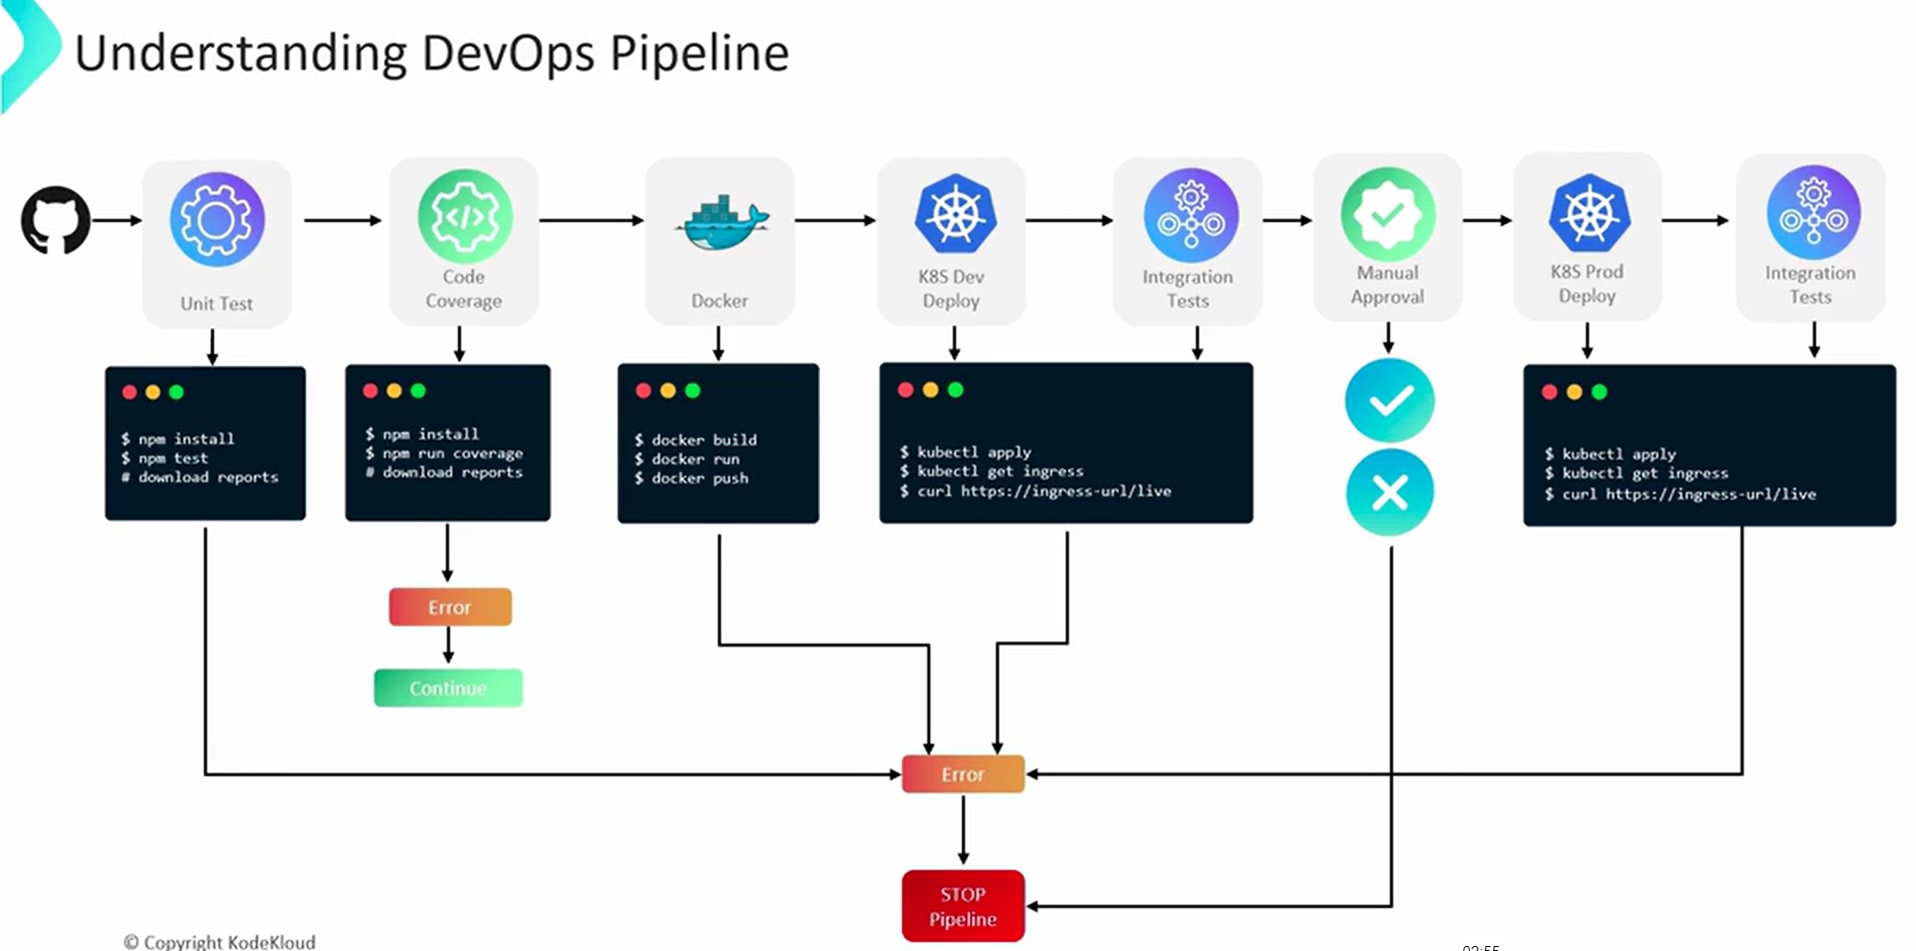 Understanding DevOps Pipeline
Unit Test
Code
Coverage
Docker
K8S Dev
Deploy
Integration
Tests
Manual
Approval
K8S Prod
Deploy
Integration
Tests
$ npm install
$ npm test
# download reports
$ npm install
$ npm run coverage
# download reports
$ docker build
$ docker run
$ docker push
$ kubectl apply
$ kubectl get ingress
$ curl https://ingress-url/live
$ kubectl apply
$ kubectl get ingress
$ curl https://ingress-url/live
Error
Continue
Error
STOP
Pipeline
© Copyright KodeKloud